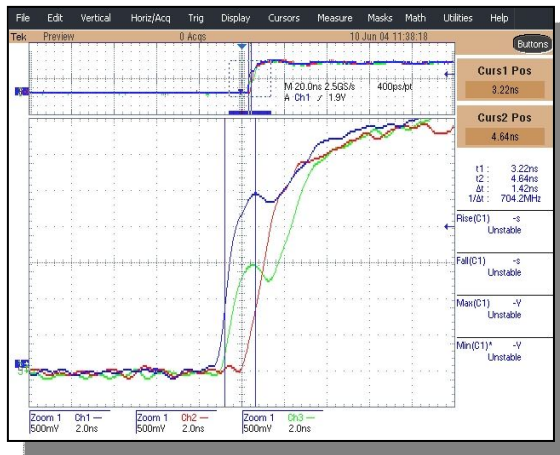 File Edit Vertical Horiz/Acq Trig Display Cursors Measure Masks Math Utilities Help
Tek Preview 0 Acqs 10 Jun 04 11:38:18
Buttons
M 20.0ns 2.5GS/s 400ps/pt
A Ch1 / 1.9V
Curs1 Pos
3.22ns
Curs2 Pos
4.64ns
t1 : 3.22ns
t2 : 4.64ns
Δt : 1.42ns
1/Δt : 704.2MHz
Rise(C1) -s
Unstable
Fall(C1) -s
Unstable
Max(C1) -V
Unstable
Min(C1)* -V
Unstable
Zoom 1 Ch1 Zoom 1 Ch2 Zoom 1 Ch3
500mV 2.0ns 500mV 2.0ns 500mV 2.0ns